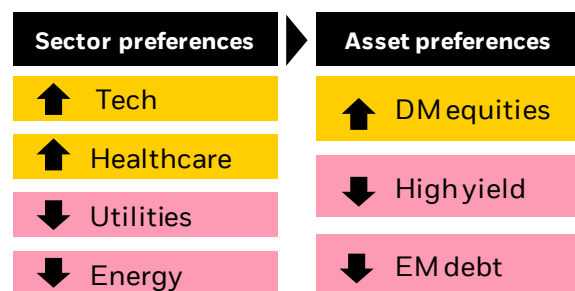 Sector preferences
Tech
Healthcare
Utilities
Energy
Asset preferences
DM equities
High yield
EM debt